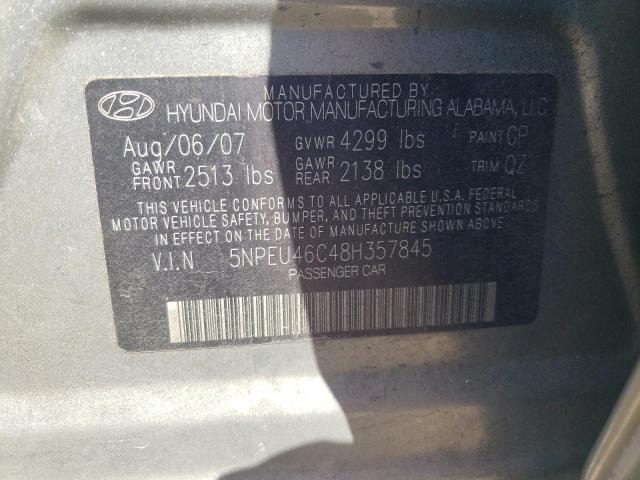 MANUFACTURED BY
HYUNDAI MOTOR MANUFACTURING ALABAMA, LLC
Aug/06/07 GVWR 4299 lbs PAINT GP
GAWR FRONT 2513 lbs GAWR REAR 2138 lbs TRIM QZ
THIS VEHICLE CONFORMS TO ALL APPLICABLE U.S.A. FEDERAL
MOTOR VEHICLE SAFETY, BUMPER, AND THEFT PREVENTION STANDARDS
IN EFFECT ON THE DATE OF MANUFACTURE SHOWN ABOVE.
V.I.N 5NPEU46C48H357845
PASSENGER CAR